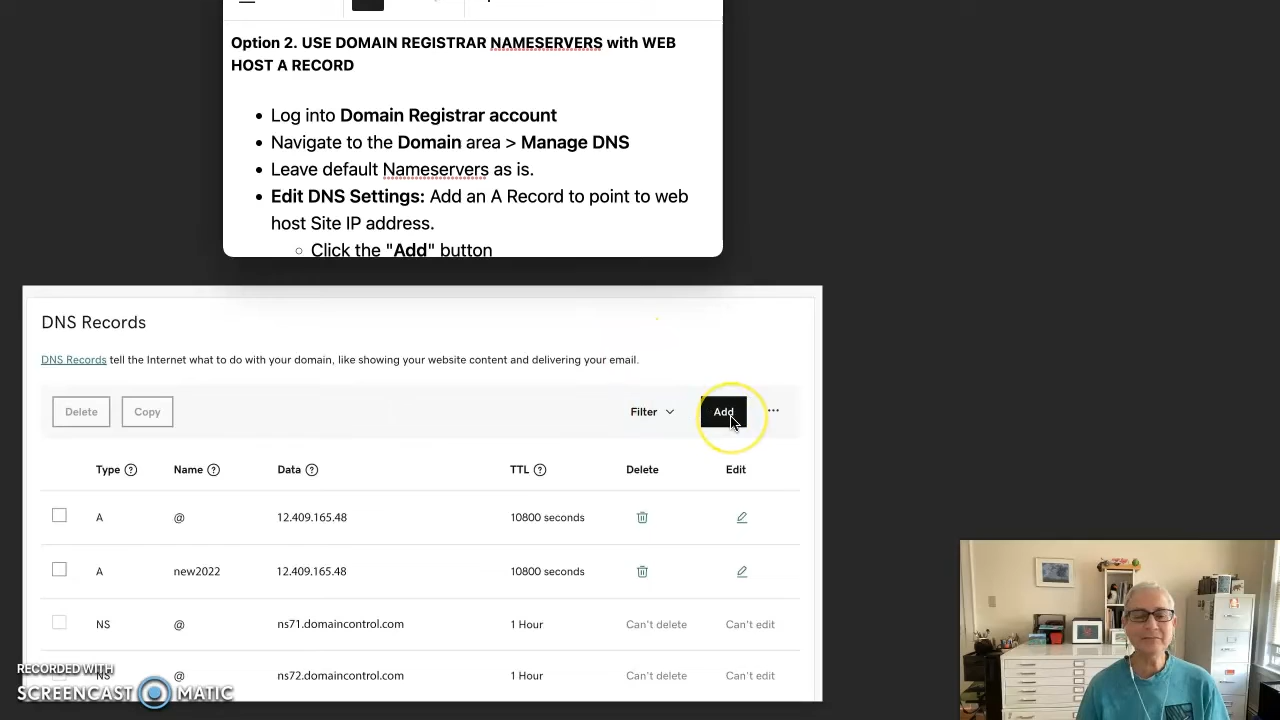 Option 2. USE DOMAIN REGISTRAR NAMESERVERS with WEB
HOST A RECORD
• Log into Domain Registrar account
• Navigate to the Domain area > Manage DNS
• Leave default Nameservers as is.
• Edit DNS Settings: Add an A Record to point to web
host Site IP address.
◦ Click the "Add" button
DNS Records
DNS Records tell the Internet what to do with your domain, like showing your website content and delivering your email.
Delete Copy Filter Add ...
Type ? Name ? Data ? TTL ? Delete Edit
A @ 12.409.165.48 10800 seconds
A new2022 12.409.165.48 10800 seconds
NS @ ns71.domaincontrol.com 1 Hour Can't delete Can't edit
NS @ ns72.domaincontrol.com 1 Hour Can't delete Can't edit
RECORDED WITH
SCREENCAST MATIC